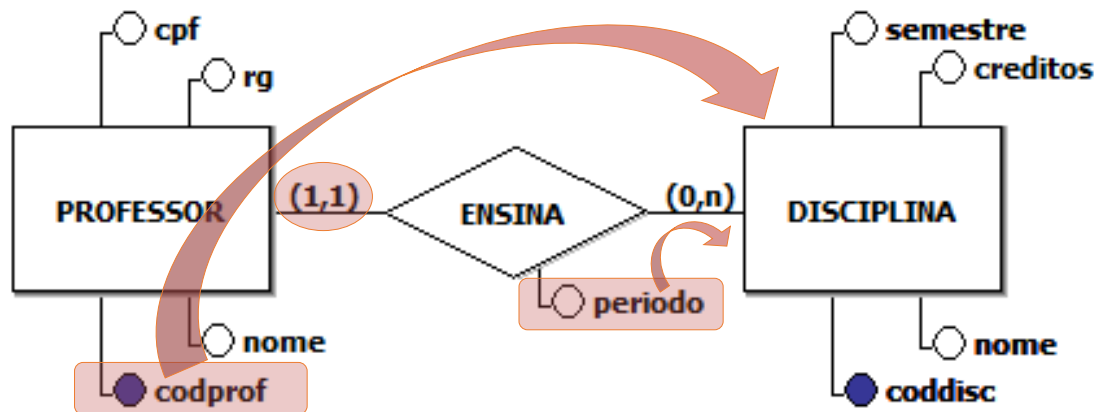 cpf
rg
PROFESSOR
(1,1)
nome
codprof
ENSINA
periodo
(0,n)
semestre
creditos
DISCIPLINA
nome
coddisc